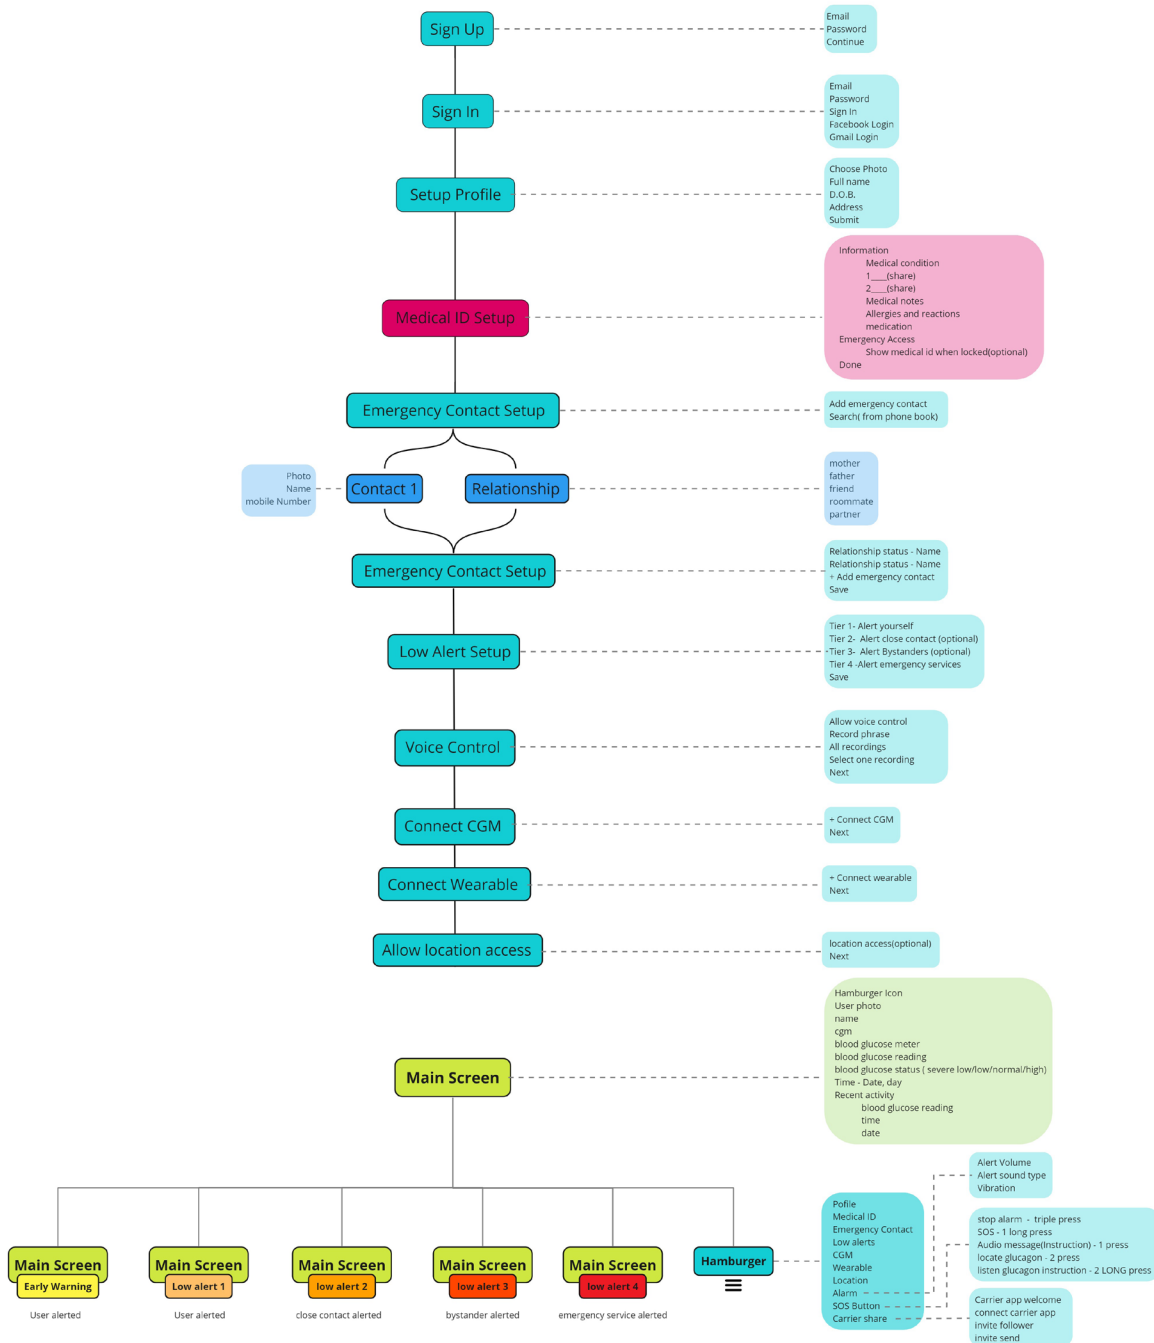 Sign Up
Email
Password
Continue
Sign In
Email
Password
Sign In
Facebook Login
Gmail Login
Setup Profile
Choose Photo
Full name
D.O.B.
Address
Submit
Medical ID Setup
Information
Medical condition
1____(share)
2____(share)
Medical notes
Allergies and reactions
medication
Emergency Access
Show medical id when locked(optional)
Done
Emergency Contact Setup
Add emergency contact
Search( from phone book)
Photo
Name
mobile Number
Contact 1
Relationship
mother
father
friend
roommate
partner
Emergency Contact Setup
Relationship status - Name
Relationship status - Name
+ Add emergency contact
Save
Low Alert Setup
Tier 1- Alert yourself
Tier 2-  Alert close contact (optional)
Tier 3-  Alert Bystanders (optional)
Tier 4 -Alert emergency services
Save
Voice Control
Allow voice control
Record phrase
All recordings
Select one recording
Next
Connect CGM
+ Connect CGM
Next
Connect Wearable
+ Connect wearable
Next
Allow location access
location access(optional)
Next
Main Screen
Hamburger Icon
User photo
name
cgm
blood glucose meter
blood glucose reading
blood glucose status ( severe low/low/normal/high)
Time - Date, day
Recent activity
blood glucose reading
time
date
Main Screen
Early Warning
User alerted
Main Screen
Low alert 1
User alerted
Main Screen
low alert 2
close contact alerted
Main Screen
low alert 3
bystander alerted
Main Screen
low alert 4
emergency service alerted
Hamburger
Pofile
Medical ID
Emergency Contact
Low alerts
CGM
Wearable
Location
Alarm
SOS Button
Carrier share
Alert Volume
Alert sound type
Vibration
stop alarm  -  triple press
SOS - 1 long press
Audio message(Instruction) - 1 press
locate glucagon - 2 press
listen glucagon instruction - 2 LONG press
Carrier app welcome
connect carrier app
invite follower
invite send